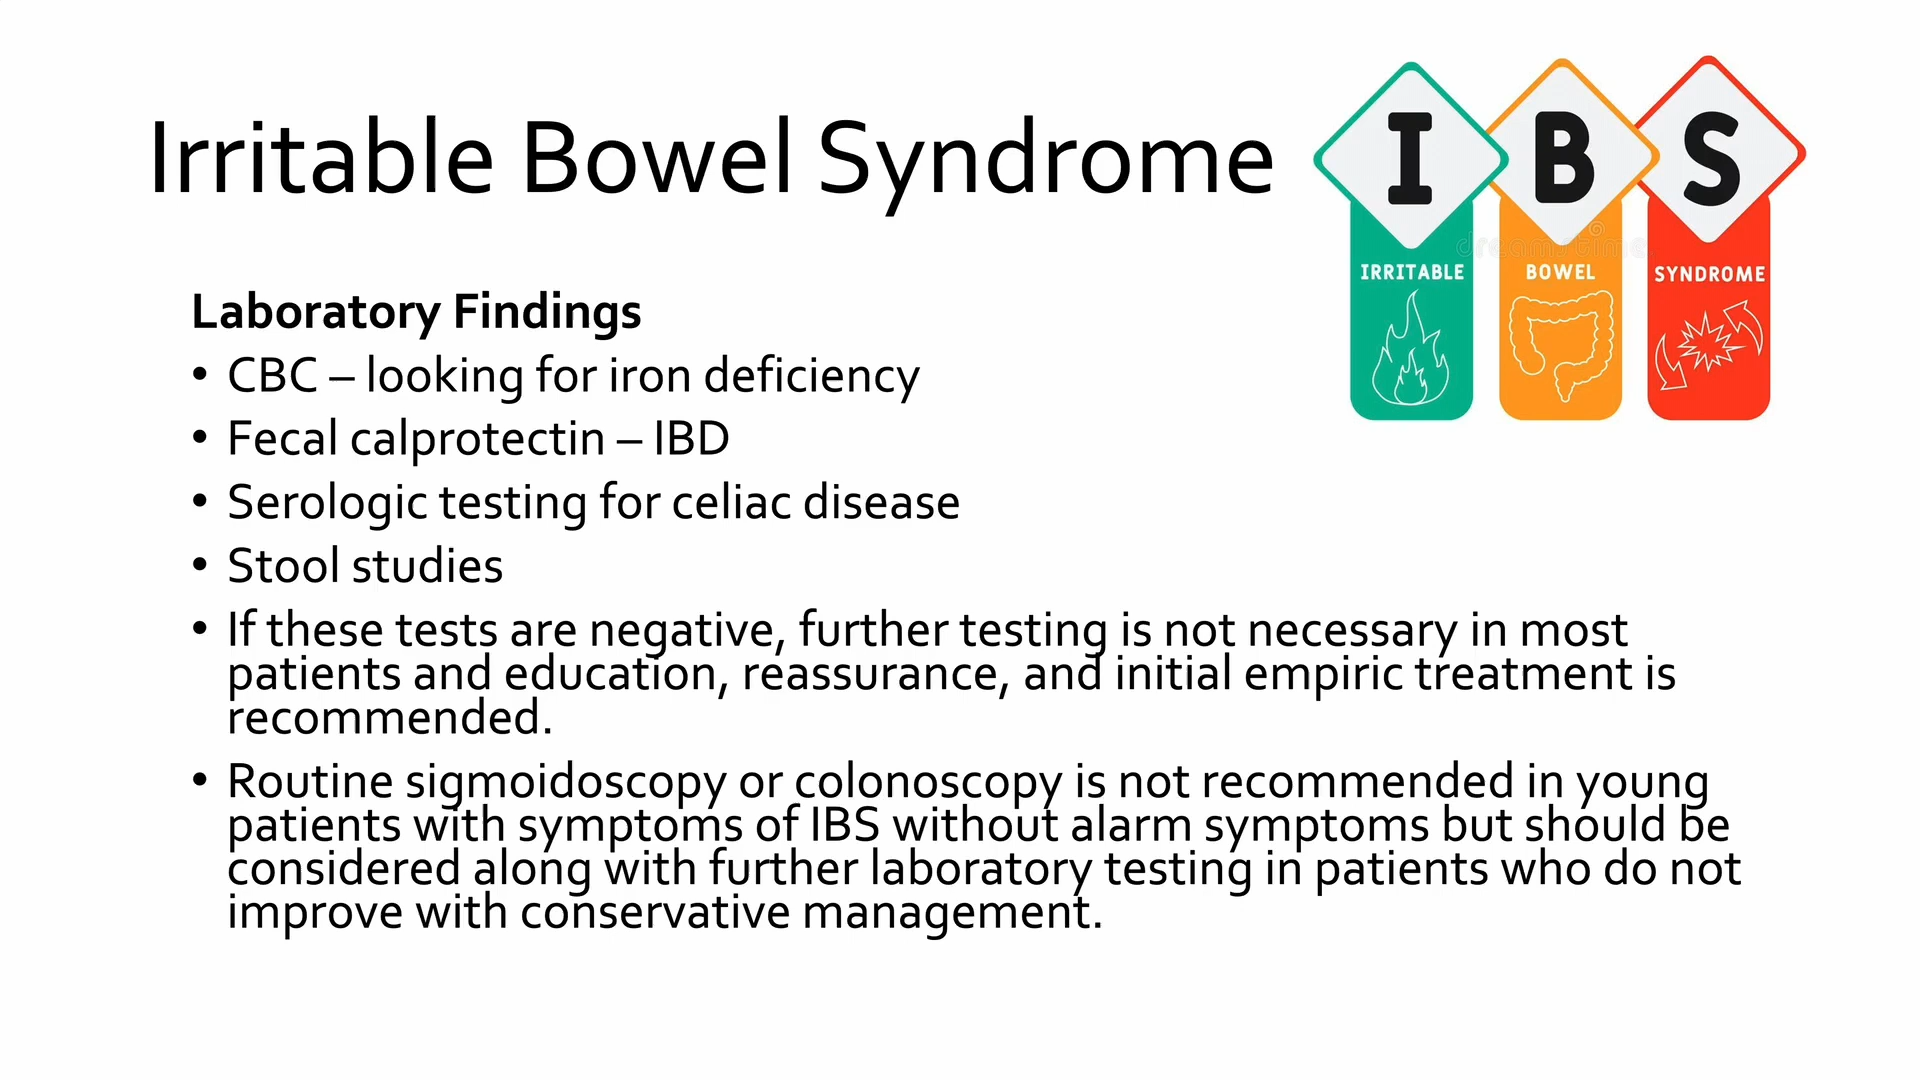 Irritable Bowel Syndrome
I B S
dreamstime
IRRITABLE BOWEL SYNDROME
Laboratory Findings
• CBC – looking for iron deficiency
• Fecal calprotectin – IBD
• Serologic testing for celiac disease
• Stool studies
• If these tests are negative, further testing is not necessary in most
patients and education, reassurance, and initial empiric treatment is
recommended.
• Routine sigmoidoscopy or colonoscopy is not recommended in young
patients with symptoms of IBS without alarm symptoms but should be
considered along with further laboratory testing in patients who do not
improve with conservative management.